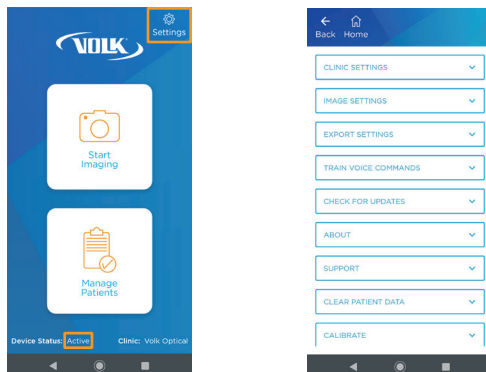 VOLK
Settings
Start
Imaging
Manage
Patients
Device Status: Active Clinic: Volk Optical
Back Home
CLINIC SETTINGS
IMAGE SETTINGS
EXPORT SETTINGS
TRAIN VOICE COMMANDS
CHECK FOR UPDATES
ABOUT
SUPPORT
CLEAR PATIENT DATA
CALIBRATE